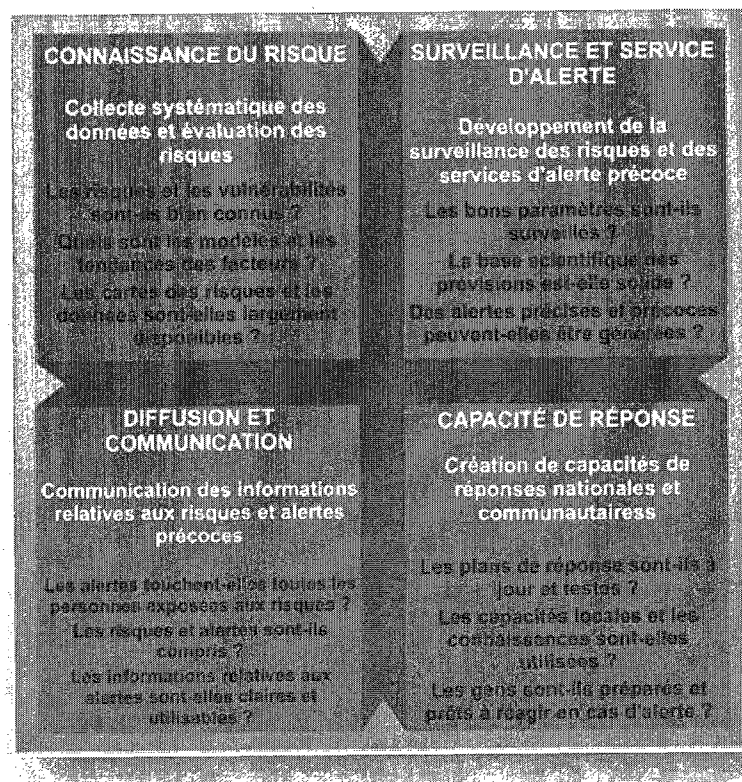 CONNAISSANCE DU RISQUE
Collecte systématique des
données et évaluation des
risques
Les risques et les vulnérabilités
sont-ils bien connus ?
Quels sont les modèles et les
tendances des facteurs ?
Les cartes des risques et les
données sont-elles largement
disponibles ?
SURVEILLANCE ET SERVICE
D'ALERTE
Développement de la
surveillance des risques et des
services d'alerte précoce
Les bons paramètres sont-ils
surveillés ?
La base scientifique des
prévisions est-elle solide ?
Des alertes précises et précoces
peuvent-elles être générées ?
DIFFUSION ET
COMMUNICATION
Communication des informations
relatives aux risques et alertes
précoces
Les alertes touchent-elles toutes les
personnes exposées aux risques ?
Les risques et alertes sont-ils
compris ?
Les informations relatives aux
alertes sont-elles claires et
utilisables ?
CAPACITÉ DE RÉPONSE
Création de capacités de
réponses nationales et
communautairess
Les plans de réponse sont-ils à
jour et testés ?
Les capacités locales et les
connaissances sont-elles
utilisées ?
Les gens sont-ils préparés et
prêts à réagir en cas d'alerte ?